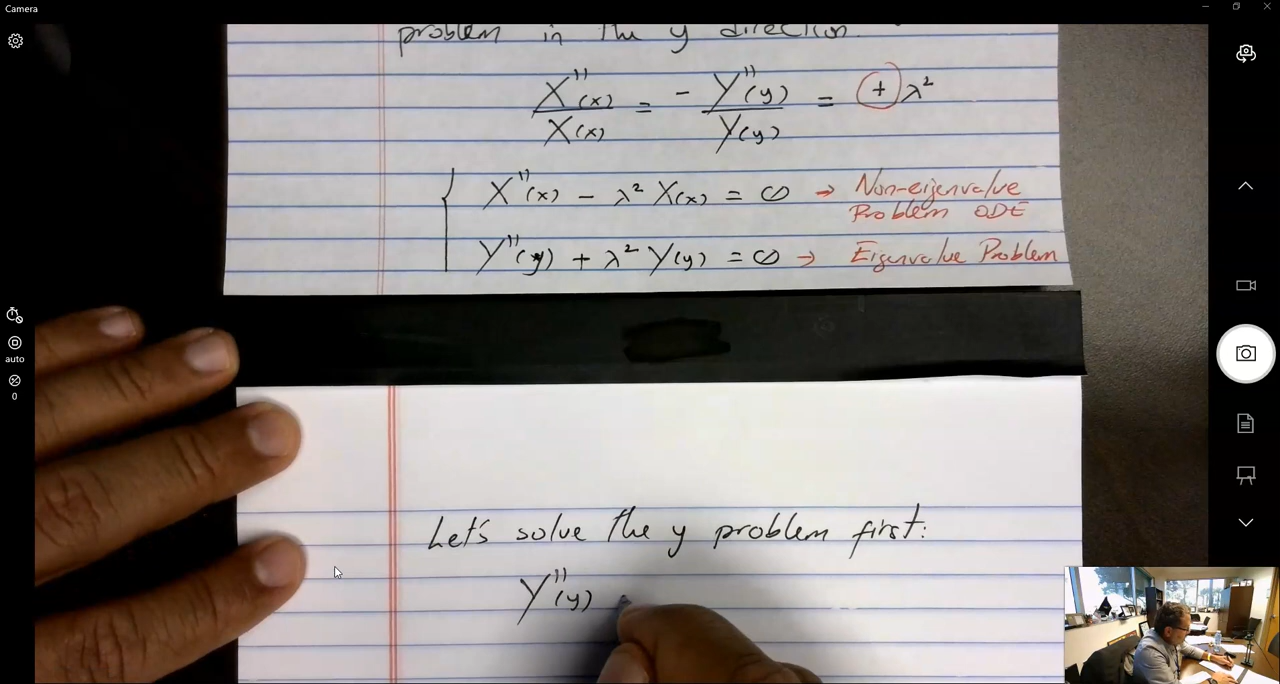 Camera
problem in the y direction.
X''(x)/X(x) = - Y''(y)/Y(y) = + λ²
X''(x) - λ² X(x) = 0 → Non-eigenvalue
Problem ODE
Y''(y) + λ² Y(y) = 0 → Eigenvalue Problem
auto
0
Let's solve the y problem first:
Y''(y)